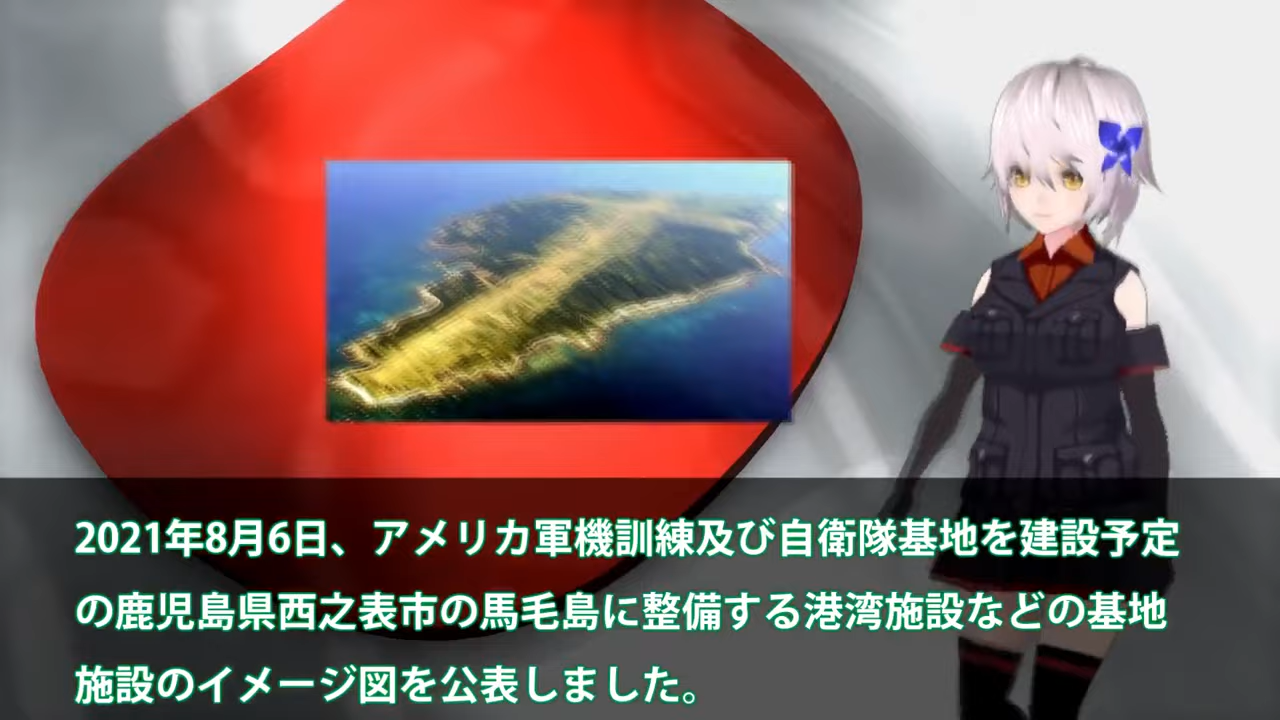 2021年8月6日、アメリカ軍機訓練及び自衛隊基地を建設予定
の鹿児島県西之表市の馬毛島に整備する港湾施設などの基地
施設のイメージ図を公表しました。